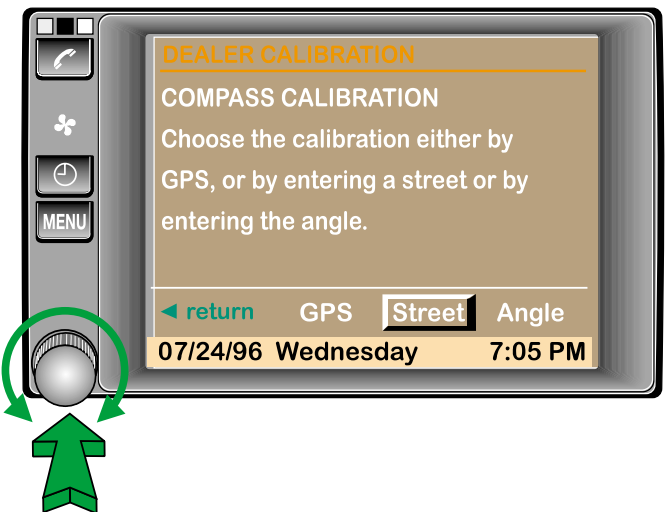 DEALER CALIBRATION
COMPASS CALIBRATION
Choose the calibration either by
GPS, or by entering a street or by
entering the angle.
MENU
◄ return GPS Street Angle
07/24/96 Wednesday 7:05 PM